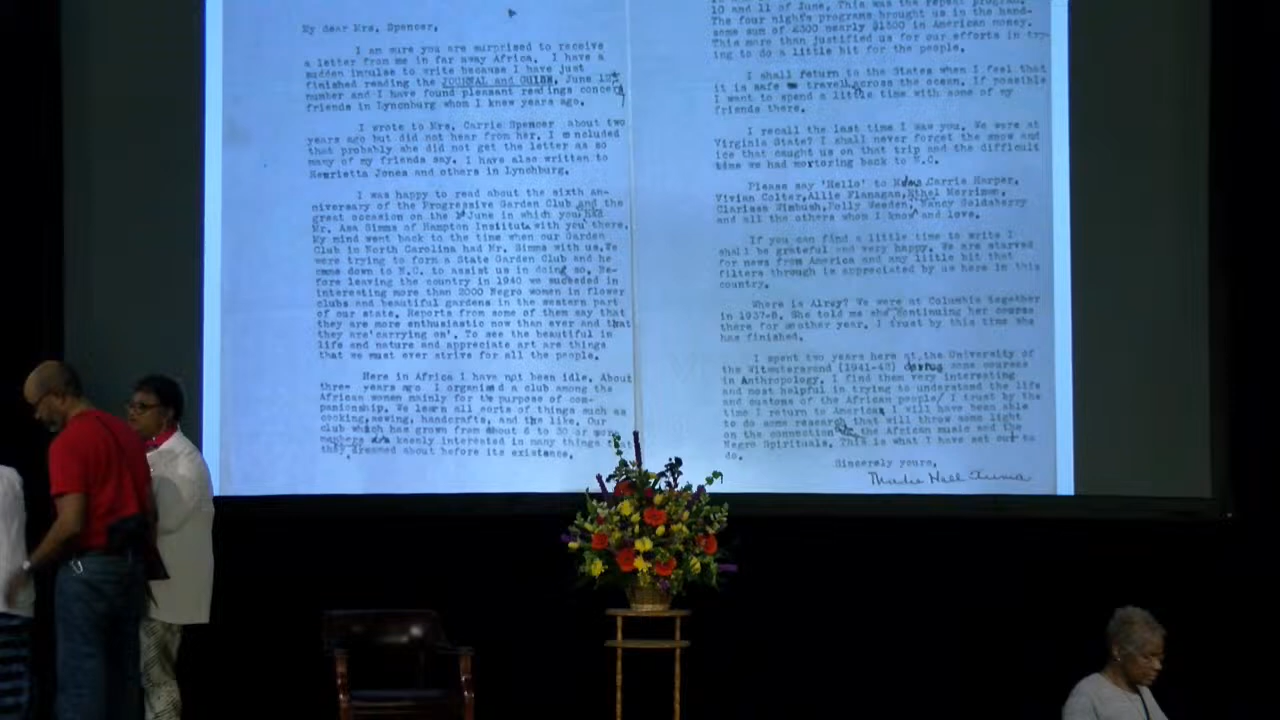 My dear Mrs. Spencer,
I am sure you are surprised to receive
a letter from me in far away Africa. I have a
sudden impulse to write because I have just
finished reading the JOURNAL and GUIDE, June 12
number and I have found pleasant readings concern
friends in Lynchburg whom I knew years ago.
I wrote to Mrs. Carrie Spencer about two
years ago but did not hear from her. I concluded
that probably she did not get the letter as so
many of my friends say. I have also written to
Henrietta Jones and others in Lynchburg.
I was happy to read about the sixth an-
niversary of the Progressive Garden Club and the
great occasion on the June in which you had
Mr. Asa Simms of Hampton Institute with you there.
My mind went back to the time when our Garden
Club in North Carolina had Mr. Simms with us. We
were trying to form a State Garden Club and he
came down to N.C. to assist us in doing so. Be-
fore leaving the country in 1940 we suceeded in
interesting more than 2000 Negro women in flower
clubs and beautiful gardens in the western part
of our state. Reports from some of them say that
they are more enthusiastic now than ever and that
they are 'carrying on'. To see the beautiful in
life and nature and appreciate art are things
that we must ever strive for all the people.
Here in Africa I have not been idle. About
three years ago I organized a club among the
African women mainly for the purpose of com-
panionship. We learn all sorts of things such as
cooking, sewing, handcrafts, and the like. Our
club which has grown from about 6 to 30 or more
members are keenly interested in many things that
they dreamed about before its existence.
10 and 11 of June. This was the repeat program.
The four night's programs brought us in the hand-
some sum of £300 nearly $1500 in American money.
This more than justified us for our efforts in try-
ing to do a little bit for the people.
I shall return to the States when I feel that
it is safe to travel across the ocean. If possible
I want to spend a little time with some of my
friends there.
I recall the last time I saw you. We were at
Virginia State? I shall never forget the snow and
ice that caught us on that trip and the difficult
time we had mortoring back to N.C.
Please say 'Hello' to Mdms. Carrie Harper,
Vivian Colter, Allie Flanagan, Ethel Merriman,
Clarissa Wimbush, Polly Weeden, Nancy Goldsberry
and all the others whom I know and love.
If you can find a little time to write I
shall be grateful and very happy. We are starved
for news from America and any little bit that
filters through is appreciated by us here in this
country.
Where is Alroy? We were at Columbia together
in 1937-8. She told me she continuing her course
there for another year. I trust by this time she
has finished.
I spent two years here at the University of
the Witwatersrand (1941-42) doing some courses
in Anthropology. I find them very interesting
and most helpful in trying to understand the life
and customs of the African people/ I trust by the
time I return to America I will have been able
to do some research that will throw some light
on the connection the African music and the
Negro Spirituals. This is what I have set out to
do.
Sincerely yours,
Madie Hall Xuma